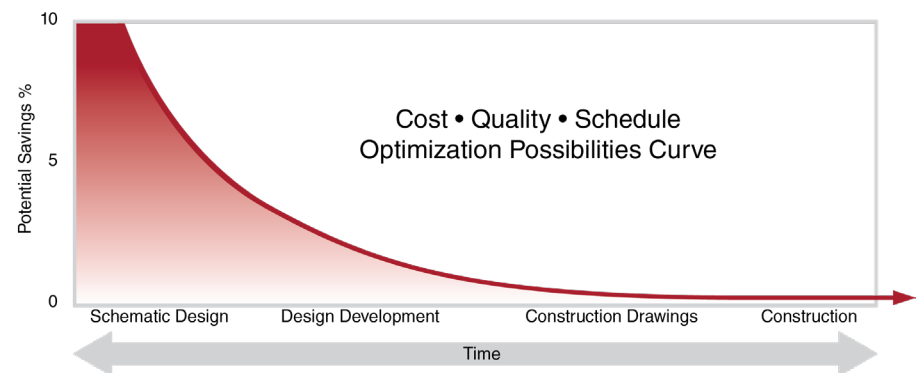 10
Potential Savings %
Cost • Quality • Schedule
Optimization Possibilities Curve
5
0
Schematic Design
Design Development
Construction Drawings
Construction
Time